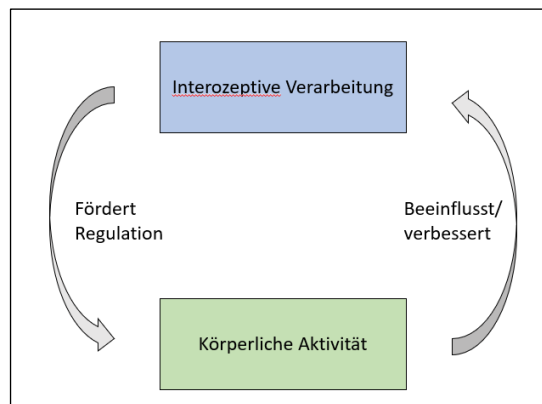 Interozeptive Verarbeitung
Fördert
Regulation
Beeinflusst/
verbessert
Körperliche Aktivität